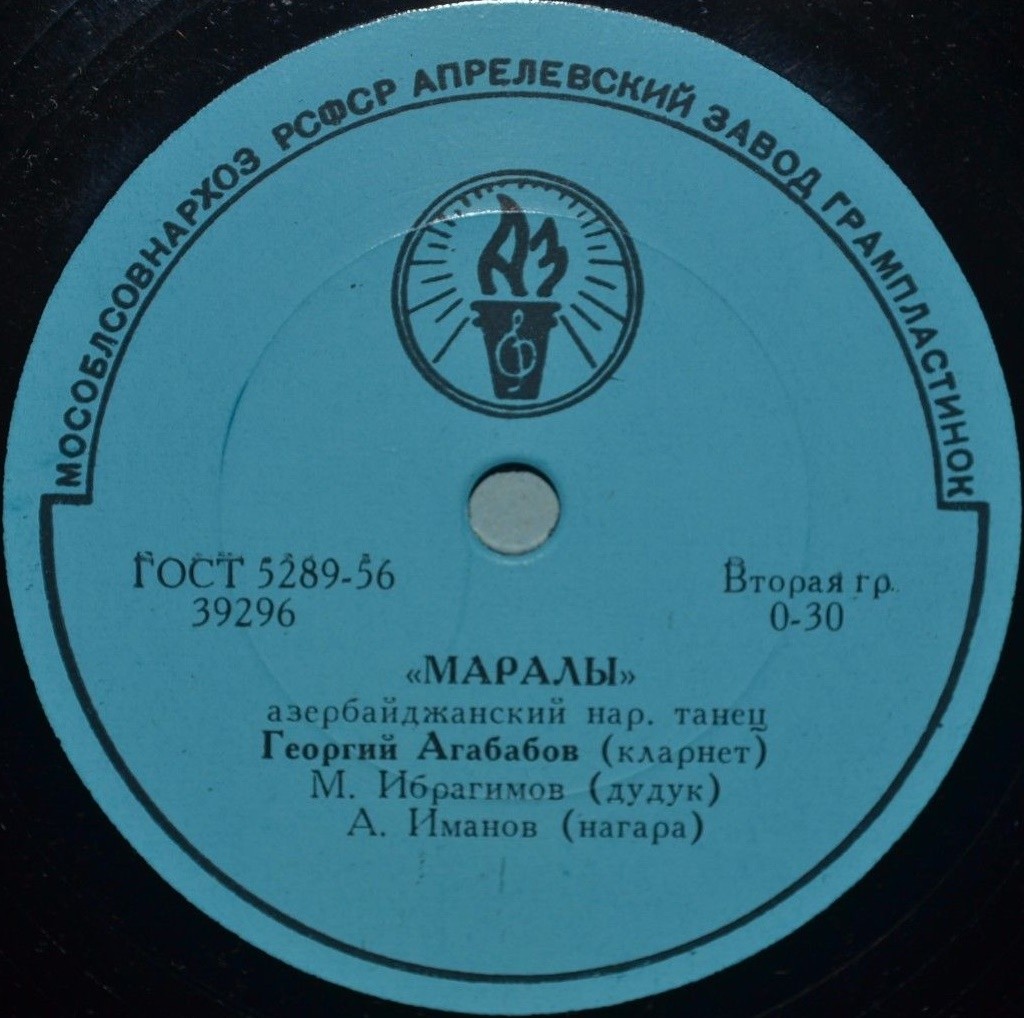 МОСОБЛСОВНАРХОЗ РСФСР АПРЕЛЕВСКИЙ ЗАВОД ГРАМПЛАСТИНОК
АЗ
ГОСТ 5289-56
39296
Вторая гр.
0-30
«МАРАЛЫ»
азербайджанский нар. танец
Георгий Агабабов (кларнет)
М. Ибрагимов (дудук)
А. Иманов (нагара)